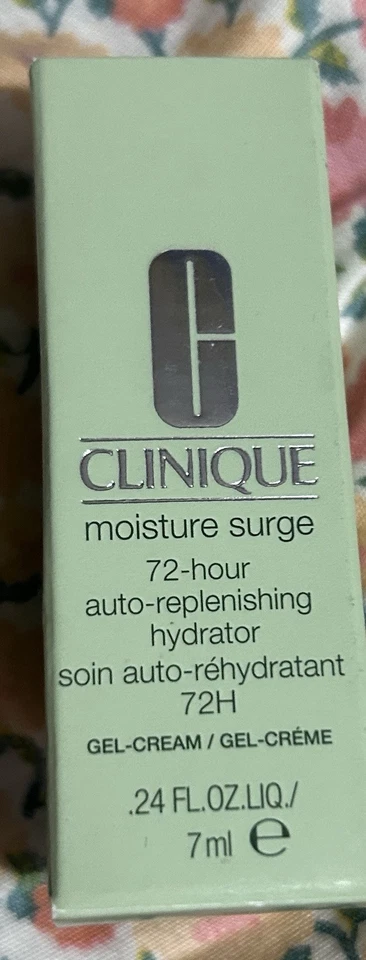 C
CLINIQUE
moisture surge
72-hour
auto-replenishing
hydrator
soin auto-réhydratant
72H
GEL-CREAM / GEL-CRÉME
.24 FL.OZ.LIQ./
7ml ℮